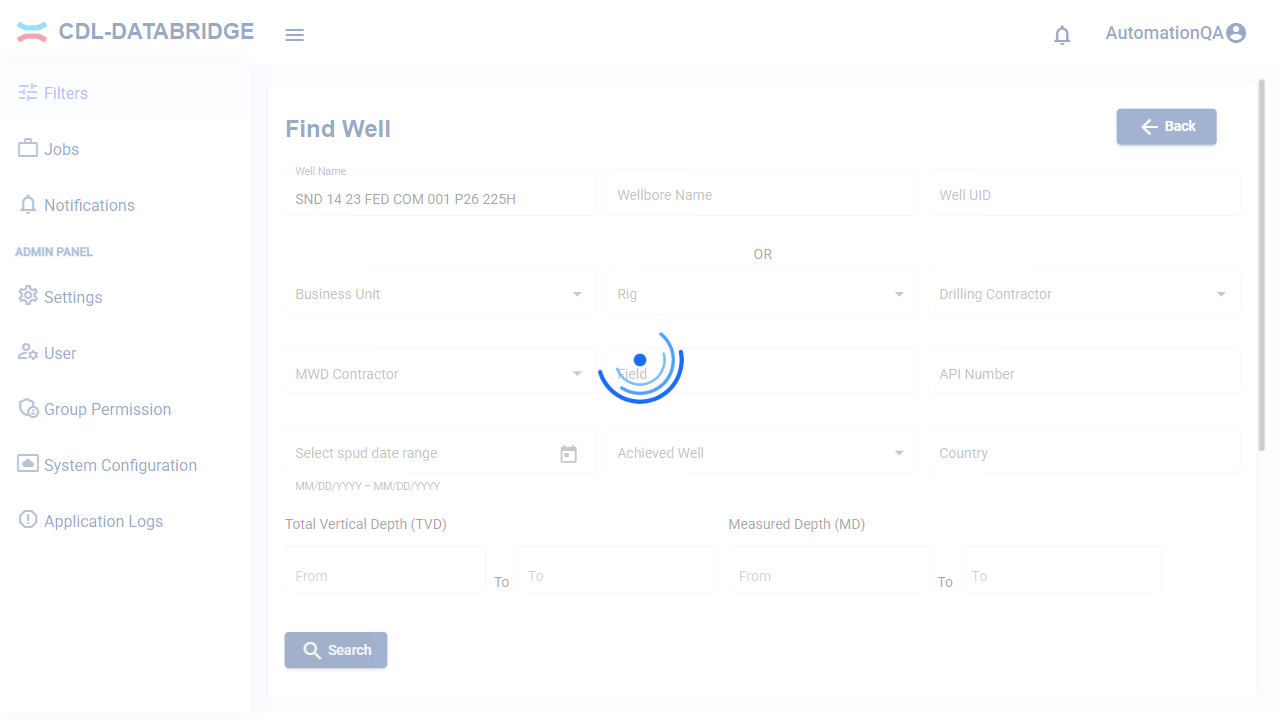 CDL-DATABRIDGE
AutomationQA
Filters
Jobs
Notifications
ADMIN PANEL
Settings
User
Group Permission
System Configuration
Application Logs
Find Well
Back
Well Name
SND 14 23 FED COM 001 P26 225H
Wellbore Name
Well UID
OR
Business Unit
Rig
Drilling Contractor
MWD Contractor
Field
API Number
Select spud date range
Achieved Well
Country
MM/DD/YYYY – MM/DD/YYYY
Total Vertical Depth (TVD)
Measured Depth (MD)
From
To
To
From
To
To
Search